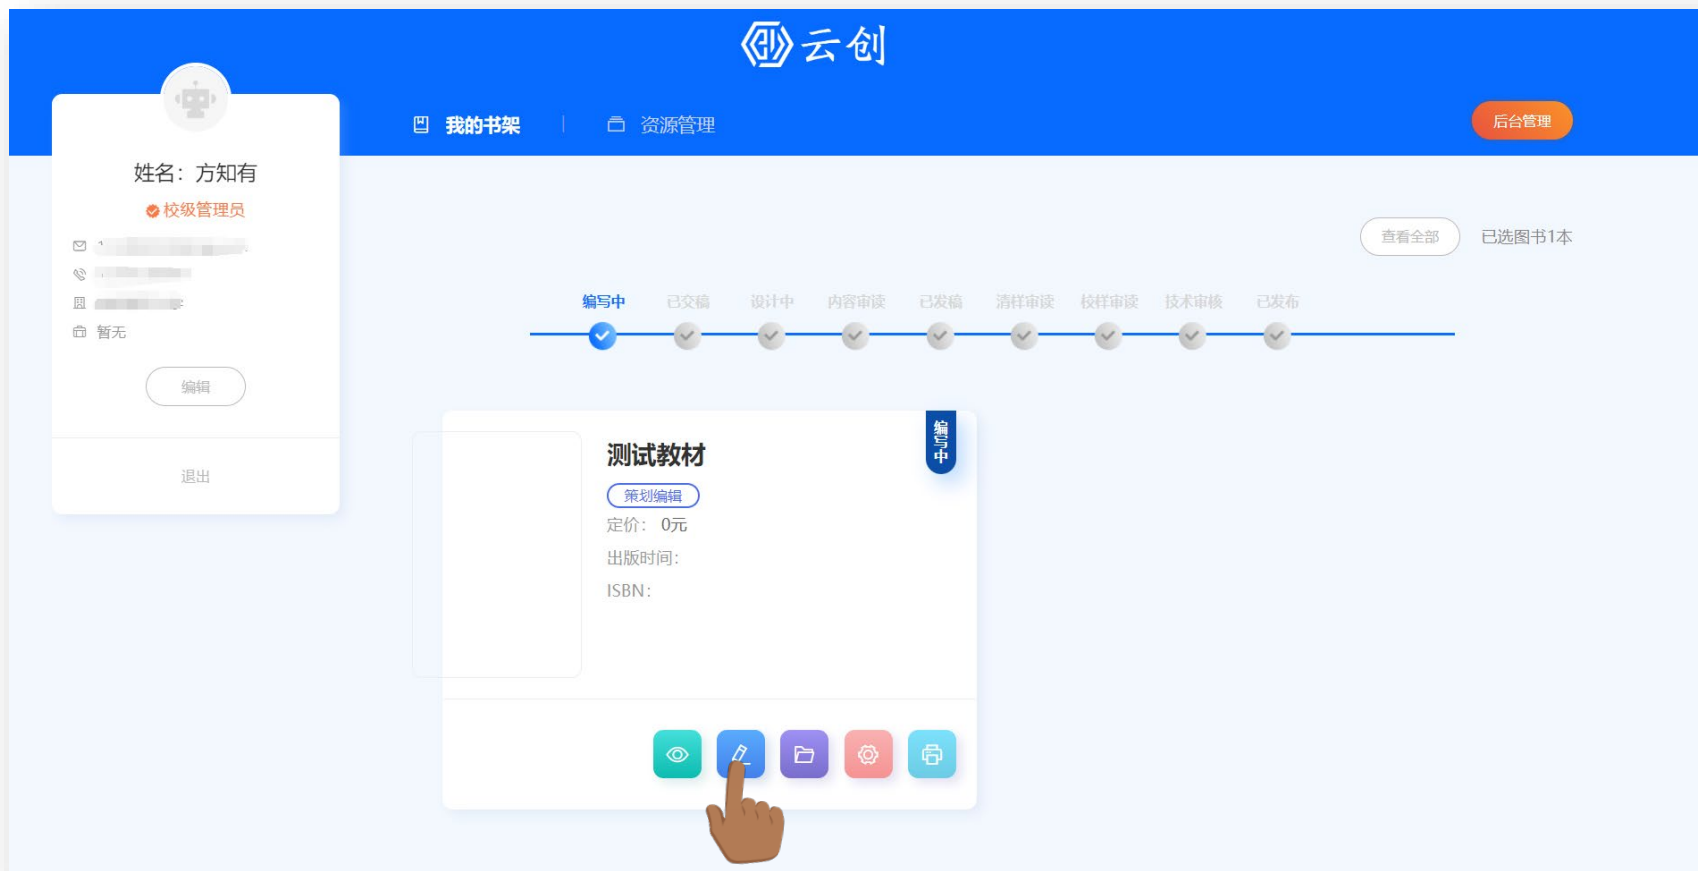 云创
我的书架
资源管理
后台管理
姓名：方知有
校级管理员
暂无
编辑
退出
查看全部
已选图书1本
编写中 已交稿 设计中 内容审读 已发稿 清样审读 校样审读 技术审核 已发布
编写中
测试教材
策划编辑
定价： 0元
出版时间：
ISBN：